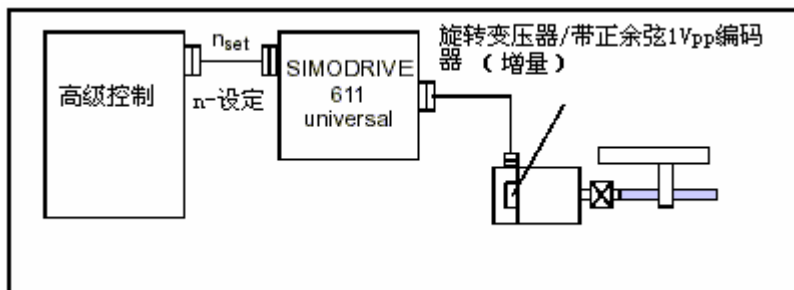 高级控制
nset
n-设定
SIMODRIVE
611
universal
旋转变压器/带正余弦1Vpp编码
器 （增量）